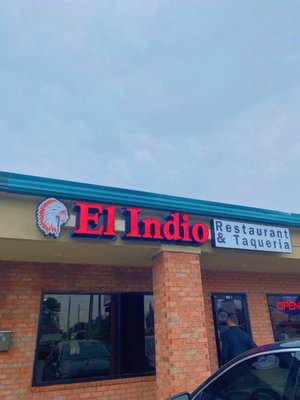 El Indio
Restaurant
& Taqueria
OPEN